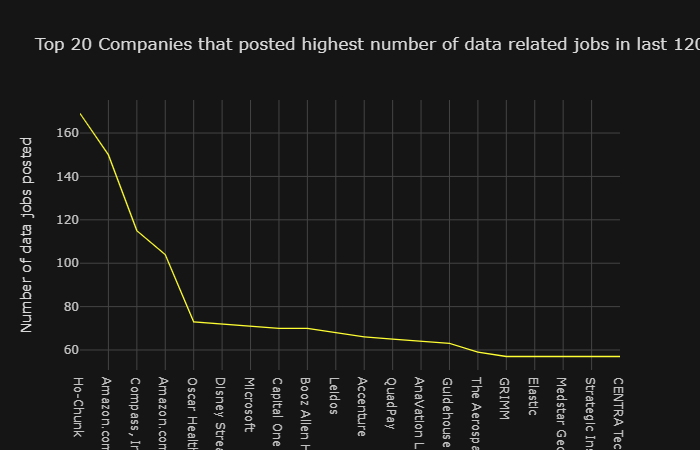 Top 20 Companies that posted highest number of data related jobs in last 120
Number of data jobs posted
160
140
120
100
80
60
Ho-Chunk
Amazon.com
Compass, In
Amazon.com
Oscar Health
Disney Strea
Microsoft
Capital One
Booz Allen H
Leidos
Accenture
QuadPay
AnaVation L
Guidehouse
The Aerospa
GRIMM
Elastic
Medstar Geo
Strategic Ins
CENTRA Tec